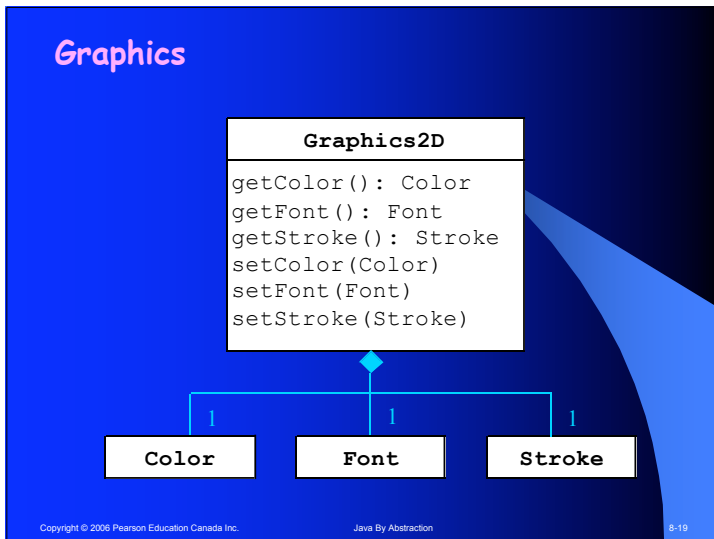 Graphics
Graphics2D
getColor(): Color
getFont(): Font
getStroke(): Stroke
setColor(Color)
setFont(Font)
setStroke(Stroke)
1 1 1
Color Font Stroke
Copyright © 2006 Pearson Education Canada Inc. Java By Abstraction 8-19